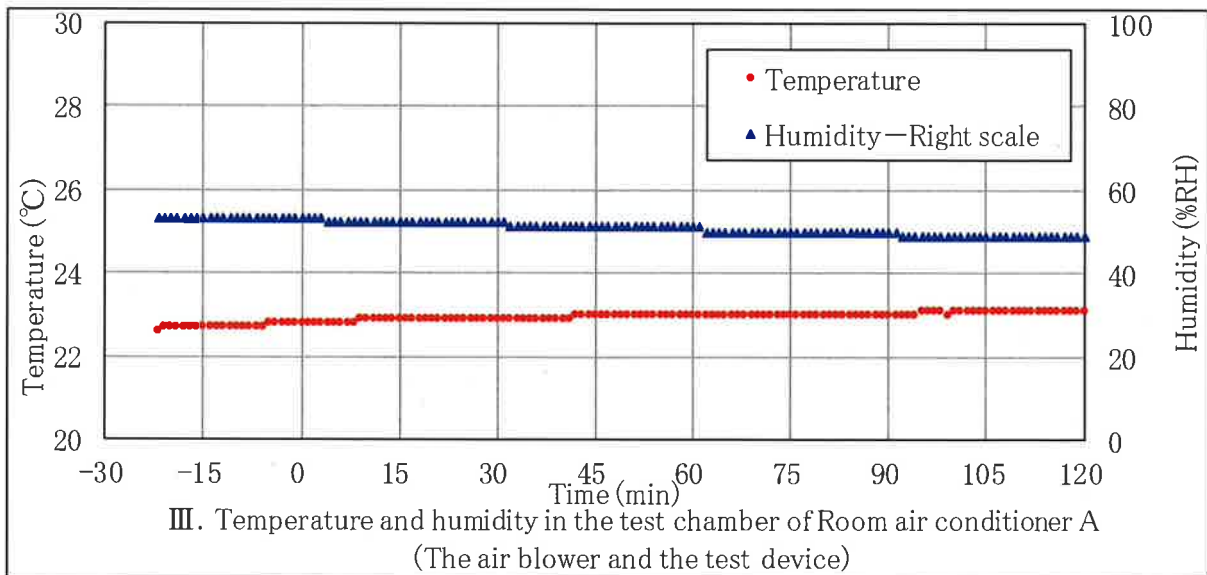 30
28
26
24
22
20
Temperature (℃)
100
80
60
40
20
0
Humidity (%RH)
• Temperature
▲ Humidity－Right scale
−30 −15 0 15 30 45 60 75 90 105 120
Time (min)
Ⅲ. Temperature and humidity in the test chamber of Room air conditioner A
(The air blower and the test device)